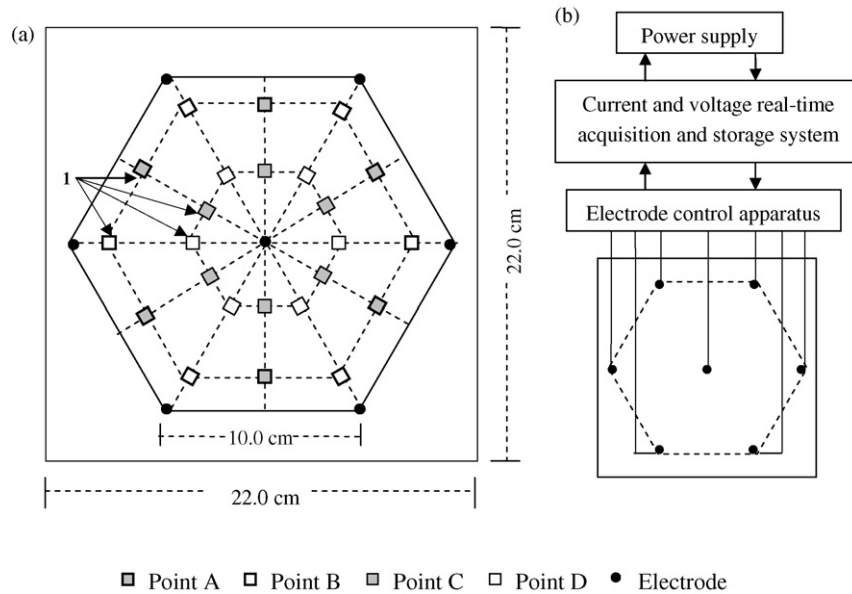 (a)
1
10.0 cm
22.0 cm
22.0 cm
(b)
Power supply
Current and voltage real-time
acquisition and storage system
Electrode control apparatus
Point A Point B Point C Point D Electrode